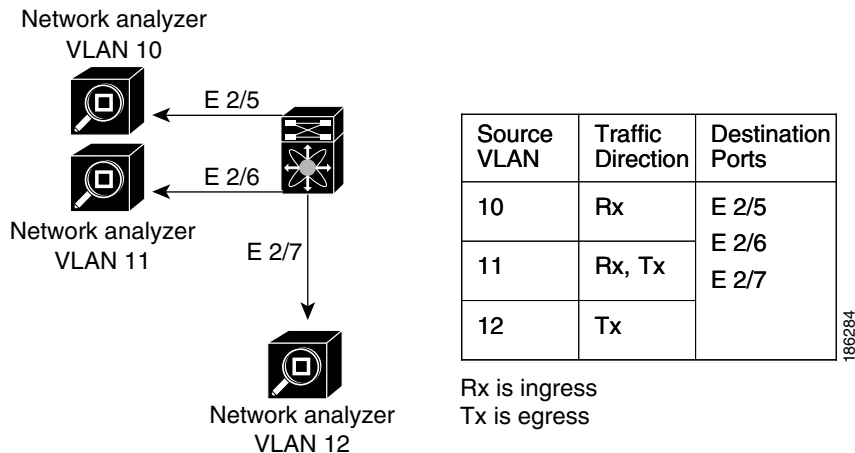 Network analyzer
VLAN 10
E 2/5
E 2/6
Network analyzer
VLAN 11
E 2/7
Network analyzer
VLAN 12
Source VLAN
Traffic Direction
Destination Ports
10
Rx
E 2/5
E 2/6
E 2/7
11
Rx, Tx
12
Tx
Rx is ingress
Tx is egress
186284